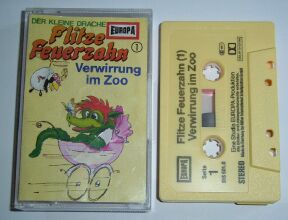 DER KLEINE DRACHE
EUROPA
Flitze
Feuerzahn
1
Verwirrung
im Zoo
Flitze Feuerzahn (1)
Verwirrung im Zoo
Eine Studio EUROPA-Produktion
EUROPA
Seite
1
STEREO